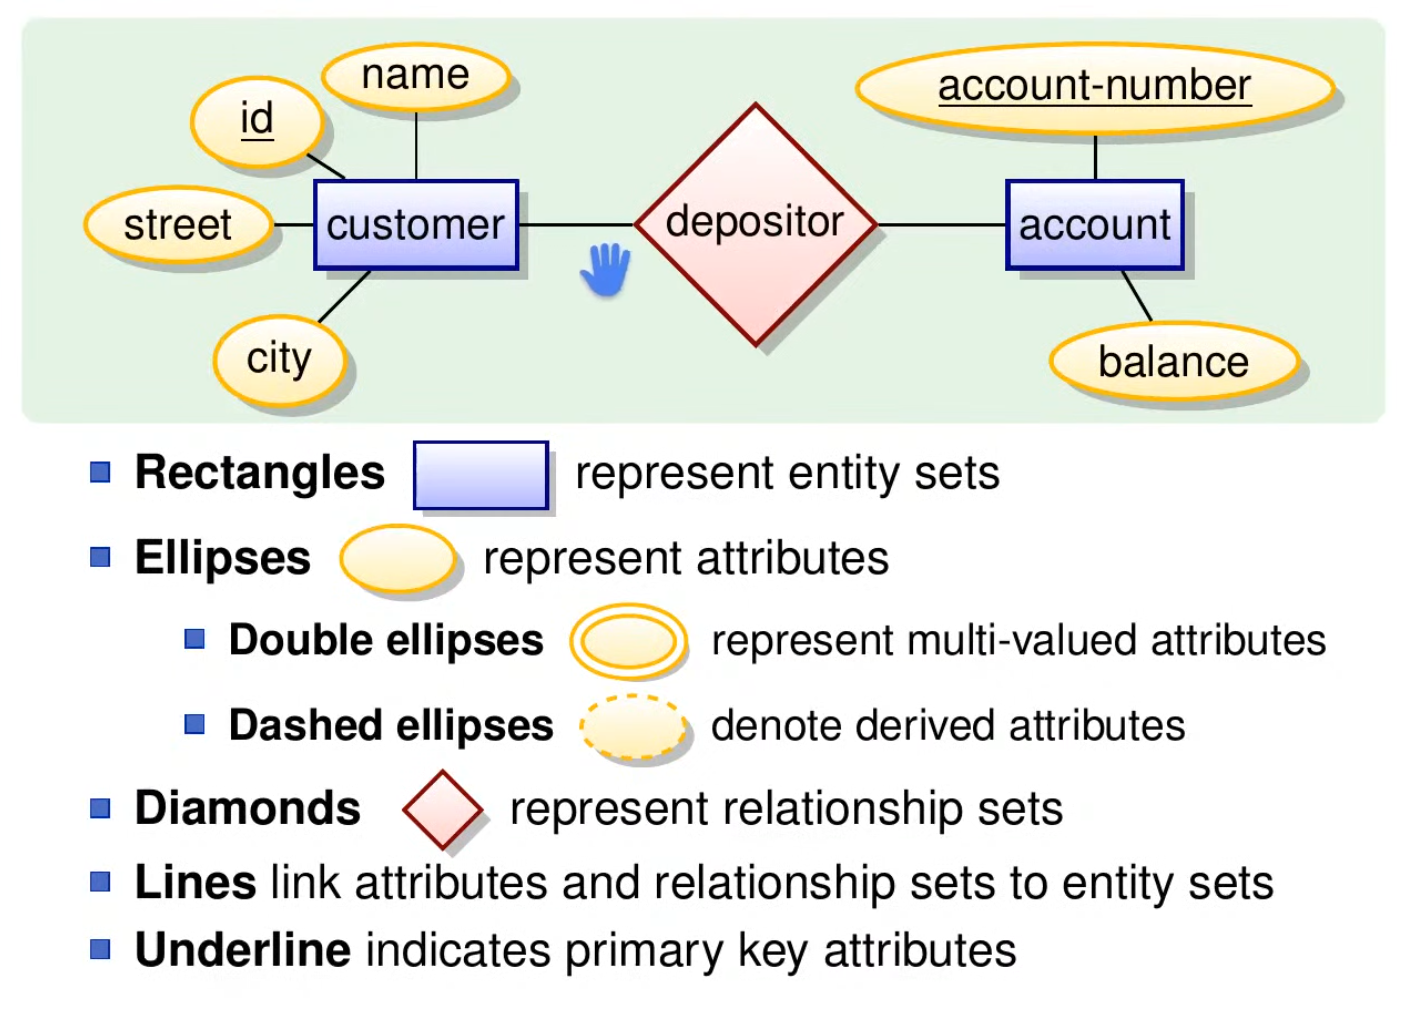 name
id
account-number
street
customer
depositor
account
city
balance
Rectangles represent entity sets
Ellipses represent attributes
Double ellipses represent multi-valued attributes
Dashed ellipses denote derived attributes
Diamonds represent relationship sets
Lines link attributes and relationship sets to entity sets
Underline indicates primary key attributes